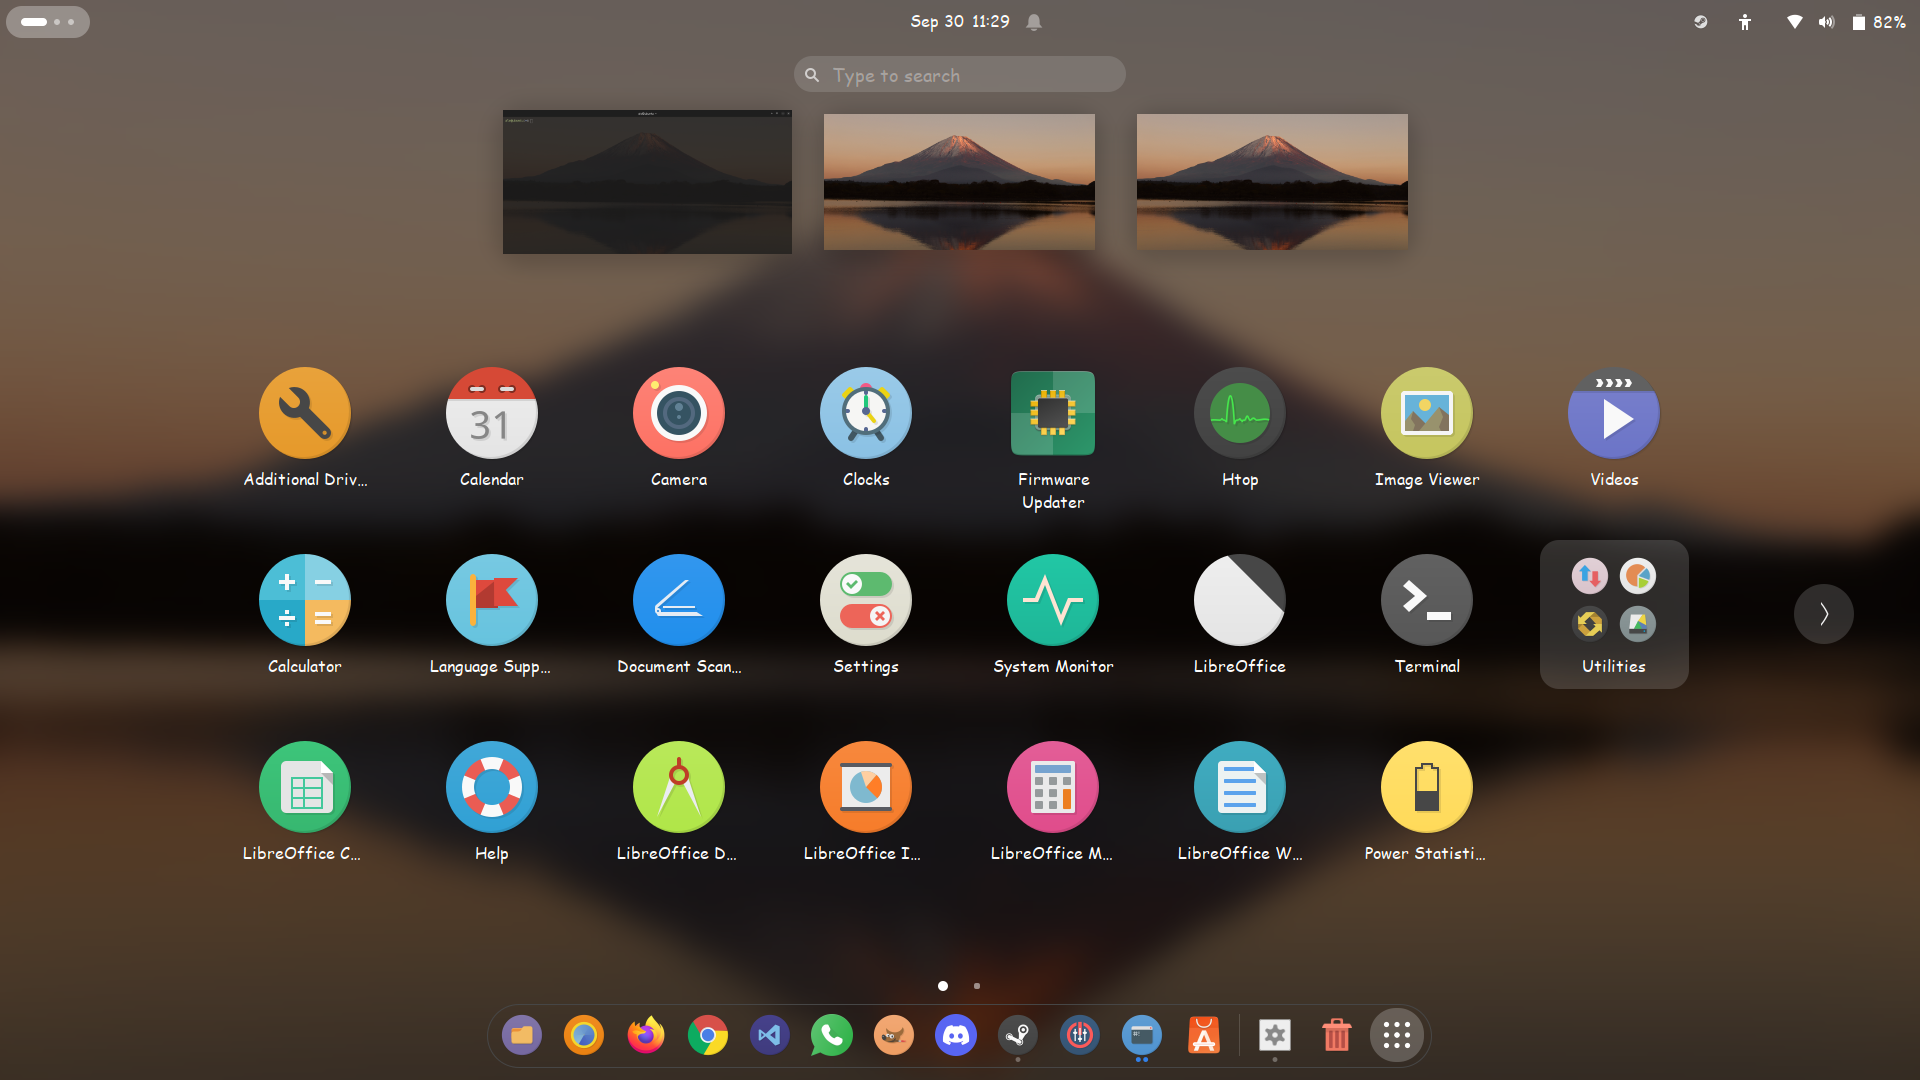 Sep 30 11:29
82%
Type to search
31
Additional Driv...
Calendar
Camera
Clocks
Firmware
Updater
Htop
Image Viewer
Videos
Calculator
Language Supp...
Document Scan...
Settings
System Monitor
LibreOffice
Terminal
Utilities
LibreOffice C...
Help
LibreOffice D...
LibreOffice I...
LibreOffice M...
LibreOffice W...
Power Statisti...